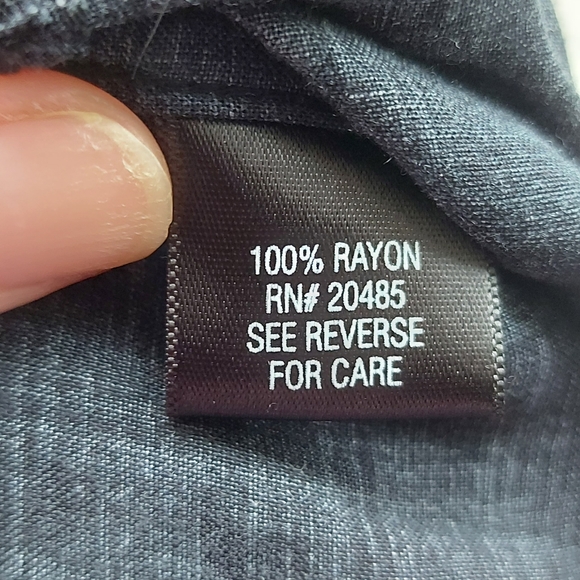 100% RAYON
RN# 20485
SEE REVERSE
FOR CARE